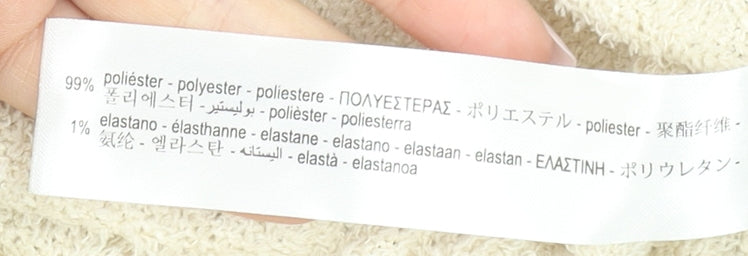 99% poliéster - polyester - poliestere - ΠΟΛΥΕΣΤΕΡΑΣ - ポリエステル - poliester - 聚酯纤维 -
폴리에스터 - بوليستير - polièster - poliesterra
1% elastano - élasthanne - elastane - elastano - elastaan - elastan - ΕΛΑΣΤΙΝΗ - ポリウレタン -
氨纶 - 엘라스탄 - اليستانه - elastà - elastanoa